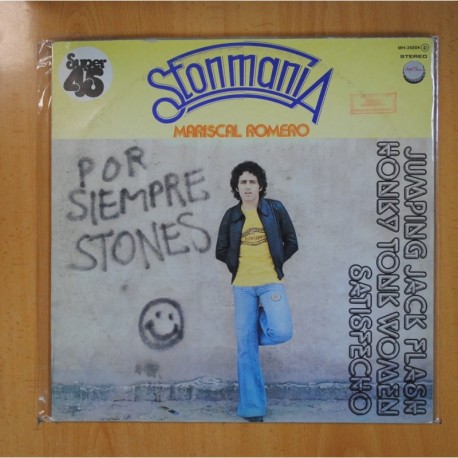 Super
45
StonmaniA
MARISCAL ROMERO
STEREO
POR
SIEMPRE
STONES
JUMPING JACK FLASH
HONKY TONK WOMEN
SATISFECHO